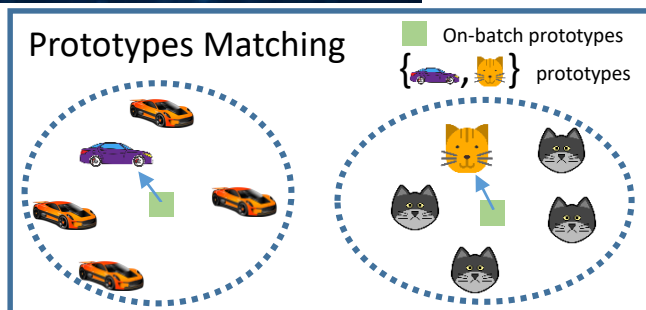 Prototypes Matching
On-batch prototypes
{ , } prototypes